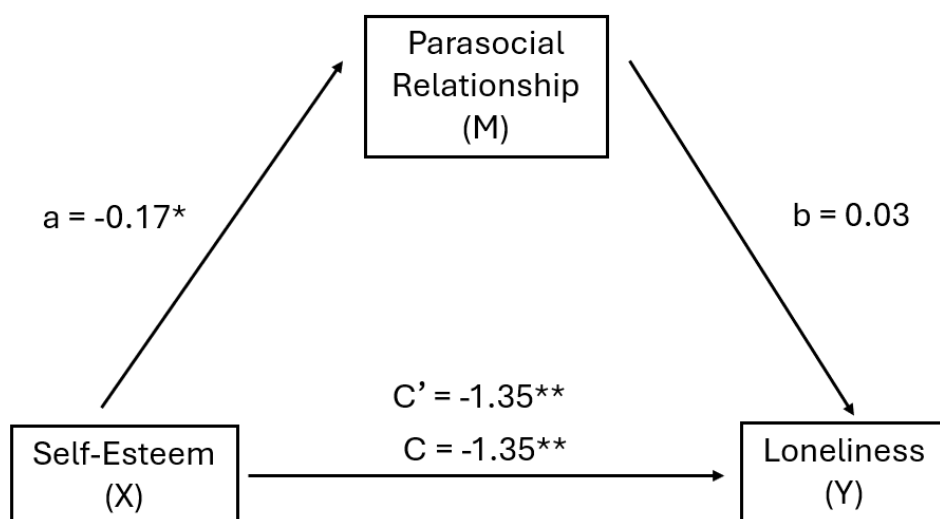 Parasocial
Relationship
(M)
a = -0.17*
b = 0.03
C’ = -1.35**
C = -1.35**
Self-Esteem
(X)
Loneliness
(Y)